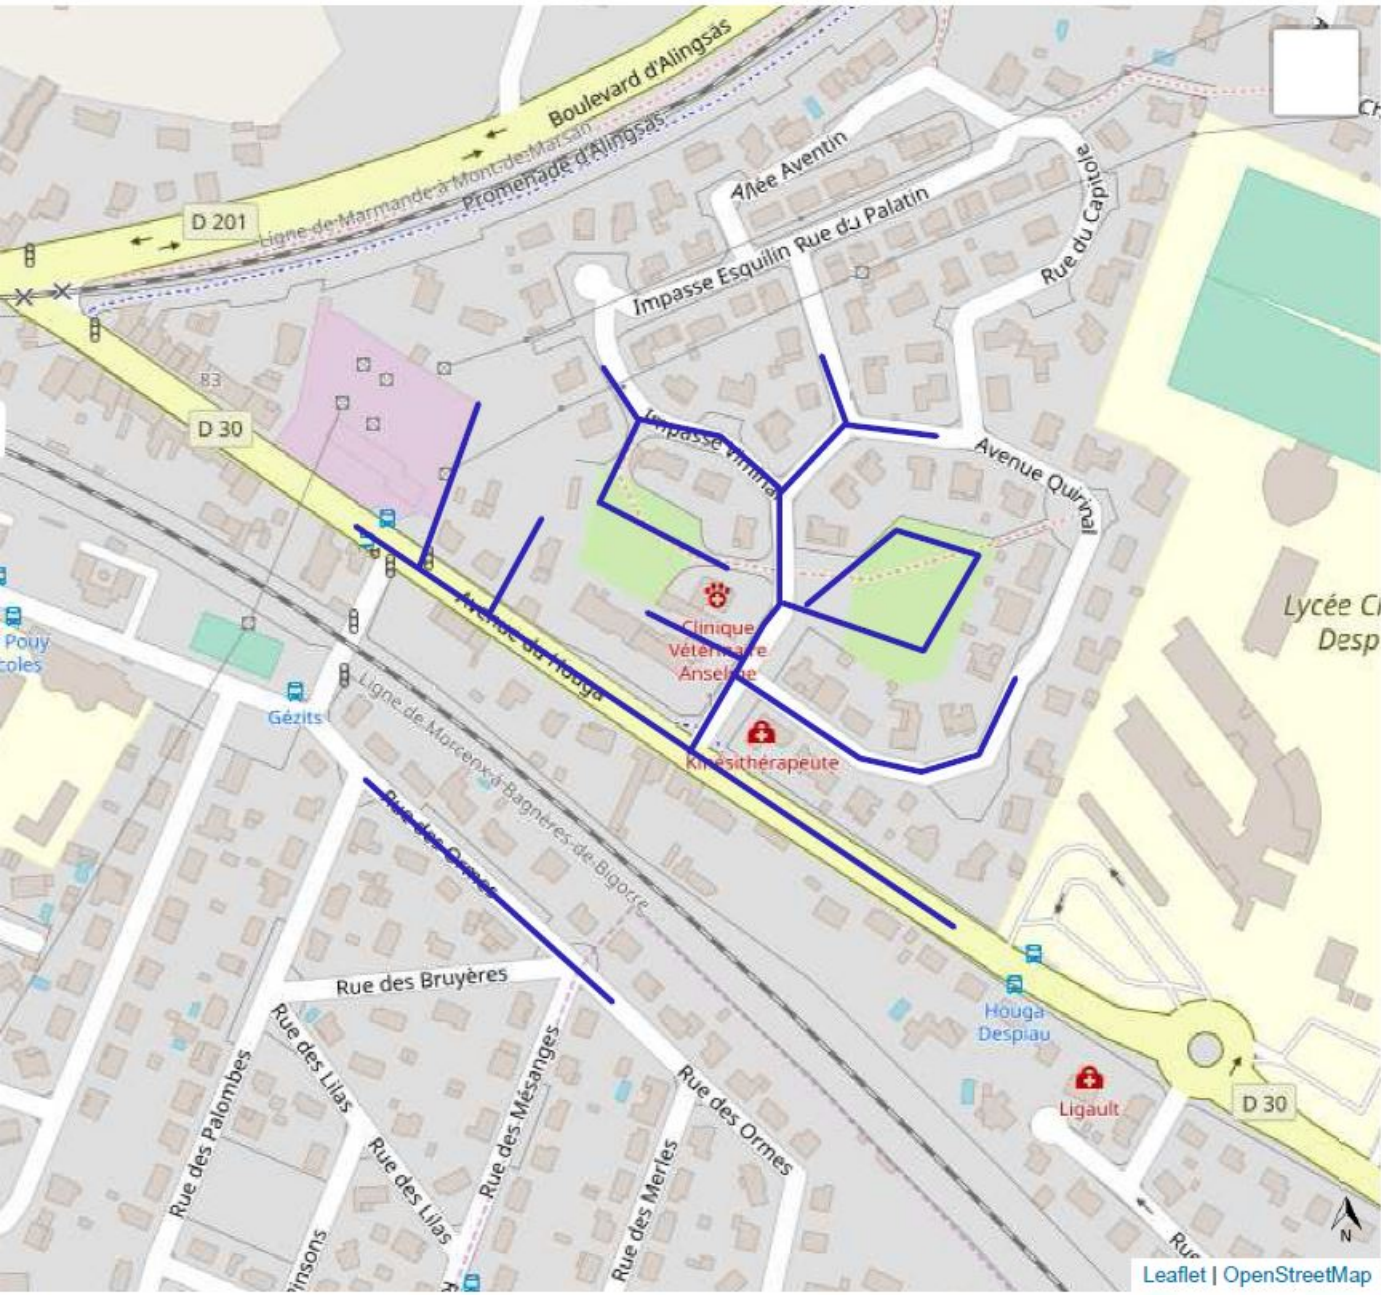 Boulevard d'Alingsås
Ligne de Marmande à Mont-de-Marsan
Promenade d'Alingsås
D 201
Allée Aventin
Rue du Capitole
Impasse Esquilin
Rue du Palatin
83
D 30
Impasse Viminal
Avenue Quirinal
Lycée
Avenue du Houga
Clinique
Vétérinaire
Anselme
Pouy
Gézits
Ligne de Morcenx-à-Bagnères-de-Bigorre
Kinésithérapeute
Rue des Ormes
Rue des Bruyères
Houga
Despiau
Rue des Lilas
Rue des Palombes
Rue des Mésanges
Rue des Ormes
Ligault
D 30
Rue des Lilas
Rue des Merles
N
Leaflet | OpenStreetMap